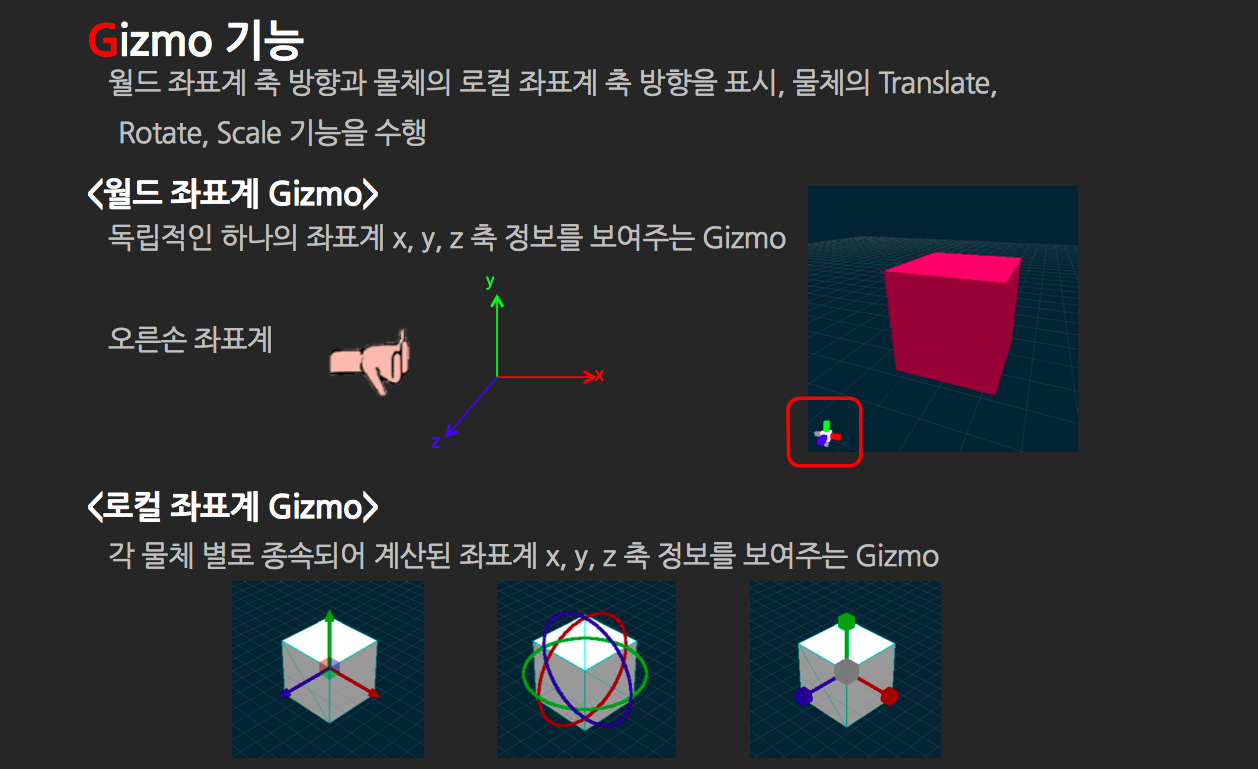 Gizmo 기능
월드 좌표계 축 방향과 물체의 로컬 좌표계 축 방향을 표시, 물체의 Translate,
Rotate, Scale 기능을 수행
<월드 좌표계 Gizmo>
독립적인 하나의 좌표계 x, y, z 축 정보를 보여주는 Gizmo
y
오른손 좌표계
x
z
<로컬 좌표계 Gizmo>
각 물체 별로 종속되어 계산된 좌표계 x, y, z 축 정보를 보여주는 Gizmo